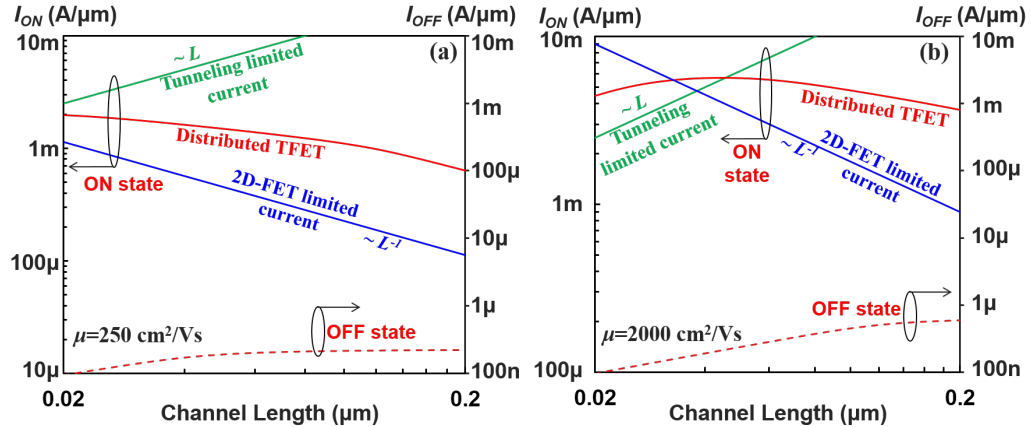 I_ON (A/μm)
I_OFF (A/μm)
10m
1m
100μ
10μ
(a)
~ L
Tunneling limited
current
Distributed TFET
ON state
2D-FET limited
current
~ L⁻¹
OFF state
μ=250 cm²/Vs
10m
1m
100μ
10μ
1μ
100n
0.02
Channel Length (μm)
0.2
I_ON (A/μm)
I_OFF (A/μm)
10m
1m
100μ
(b)
~ L
Tunneling
limited current
Distributed TFET
ON
state
2D-FET limited
current
~ L⁻¹
OFF state
μ=2000 cm²/Vs
10m
1m
100μ
10μ
1μ
100n
0.02
Channel Length (μm)
0.2